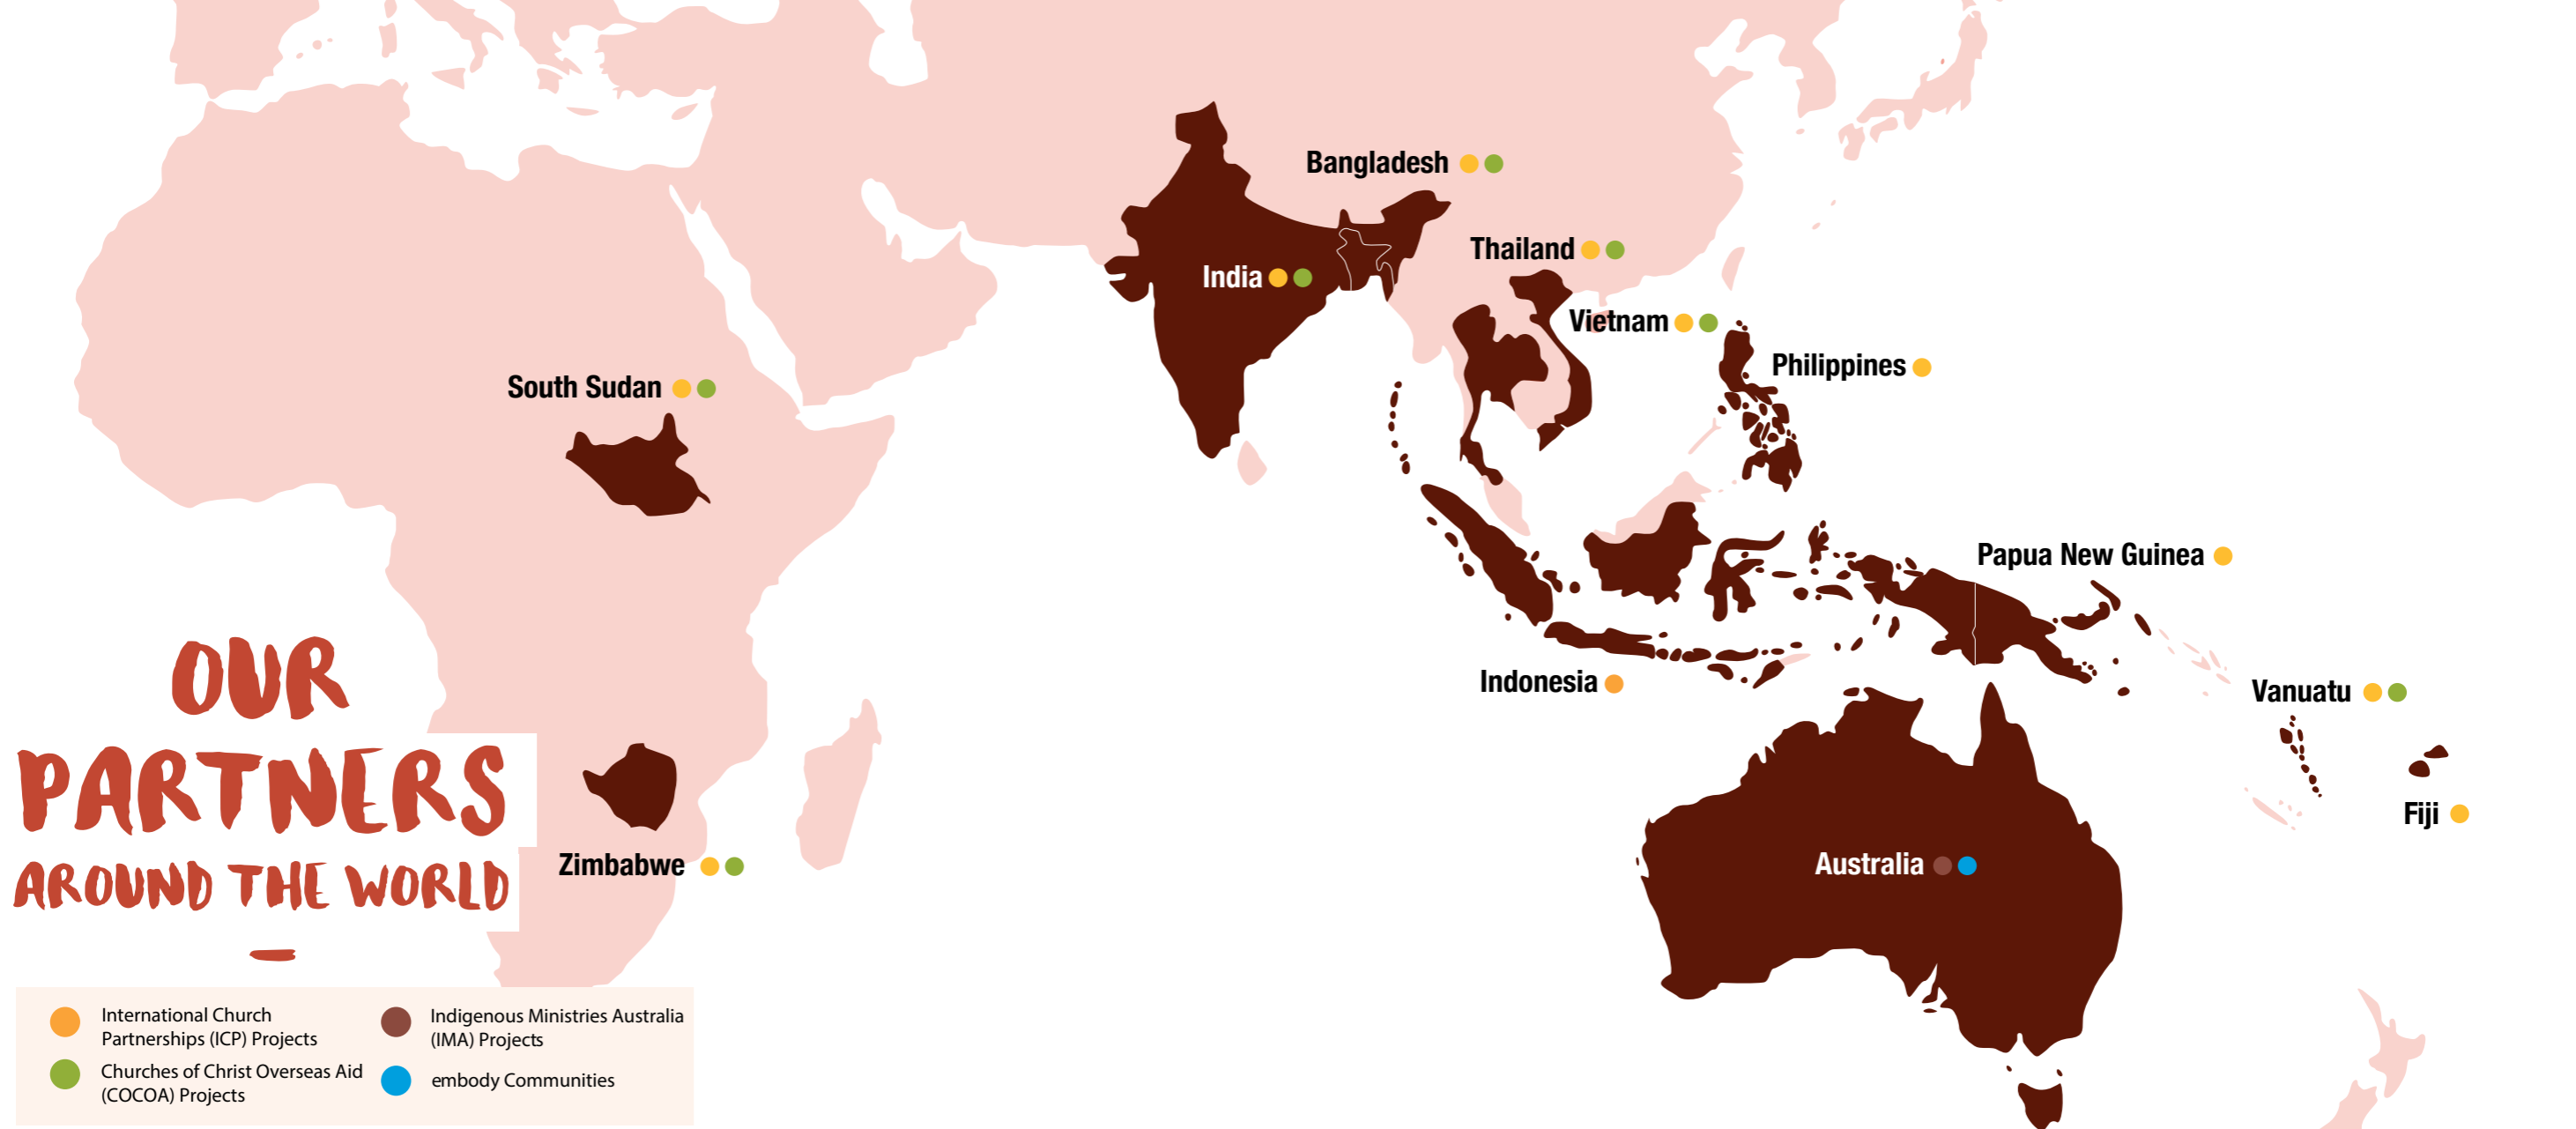 Bangladesh
Thailand
India
Vietnam
Philippines
South Sudan
Papua New Guinea
Indonesia
Vanuatu
Fiji
Zimbabwe
Australia
OUR
PARTNERS
AROUND THE WORLD
International Church
Partnerships (ICP) Projects
Churches of Christ Overseas Aid
(COCOA) Projects
Indigenous Ministries Australia
(IMA) Projects
embody Communities